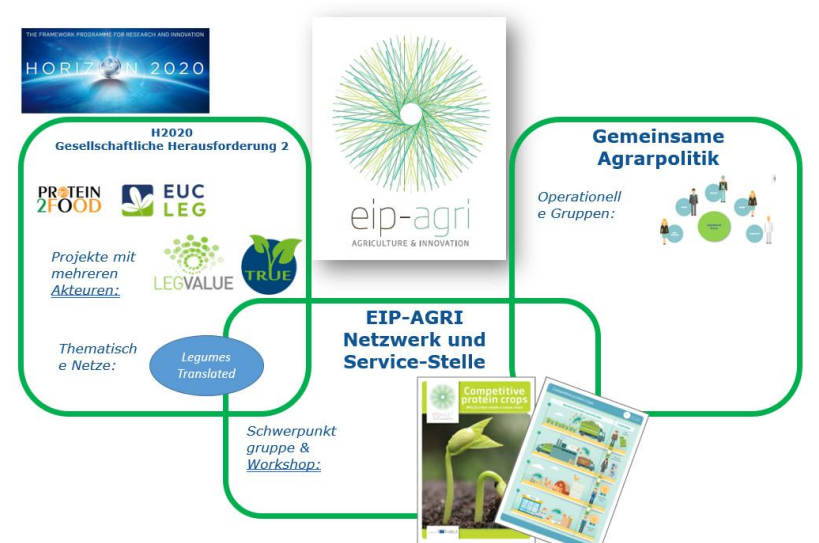 THE FRAMEWORK PROGRAMME FOR RESEARCH AND INNOVATION
HORIZON 2020
H2020
Gesellschaftliche Herausforderung 2
PROTEIN
2FOOD
EUC
LEG
Projekte mit
mehreren
Akteuren:
LEGVALUE
TRUE
Thematisch
e Netze:
Legumes
Translated
eip-agri
AGRICULTURE & INNOVATION
Gemeinsame
Agrarpolitik
Operationell
e Gruppen:
EIP-AGRI
Netzwerk und
Service-Stelle
Schwerpunkt
gruppe &
Workshop:
eip-agri
Competitive
protein crops